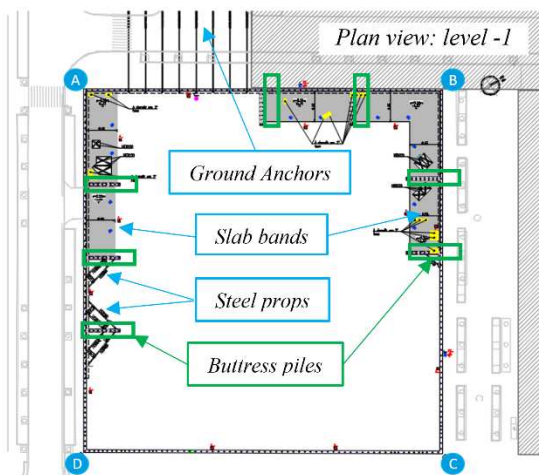 Plan view: level -1
A
B
Ground Anchors
Slab bands
Steel props
Buttress piles
D
C